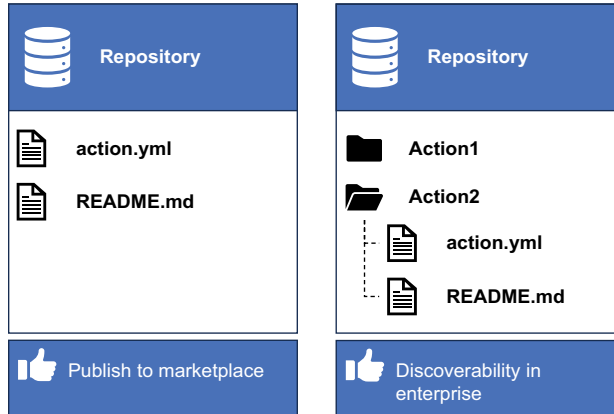 Repository
action.yml
README.md
Publish to marketplace
Repository
Action1
Action2
action.yml
README.md
Discoverability in
enterprise